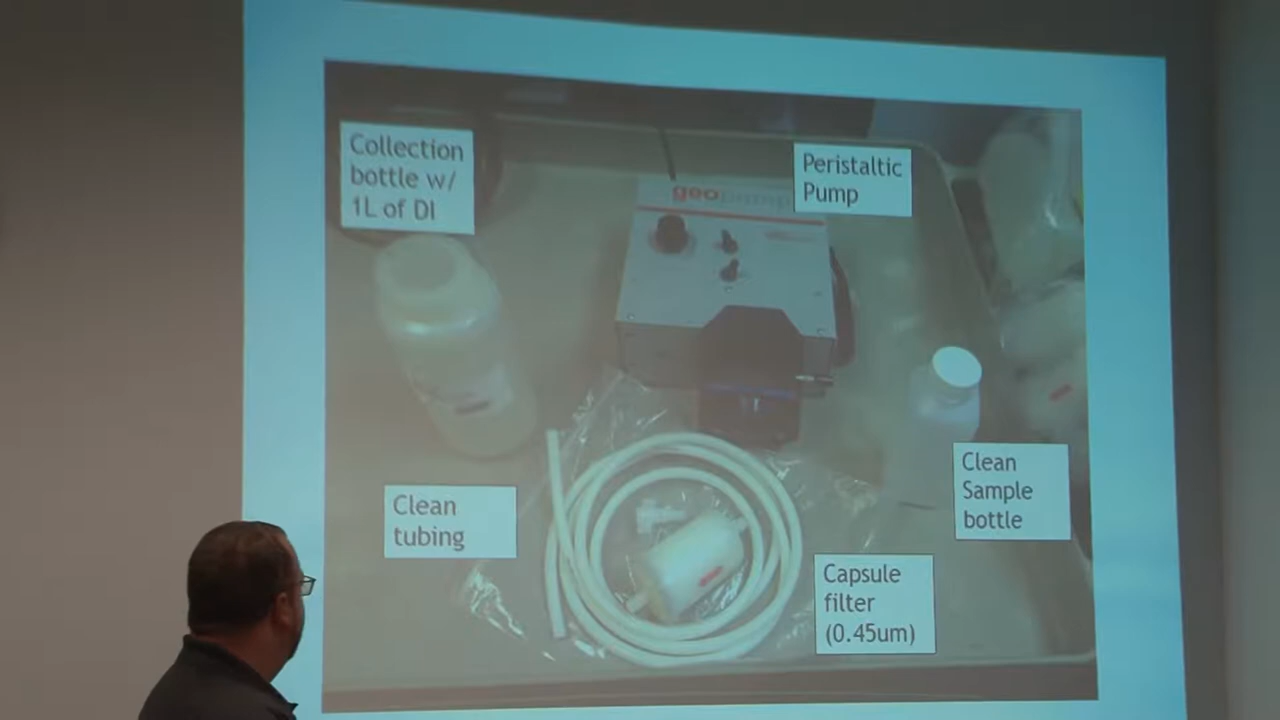 Collection
bottle w/
1L of DI
Peristaltic
Pump
geopump
Clean
Sample
bottle
Clean
tubing
Capsule
filter
(0.45um)